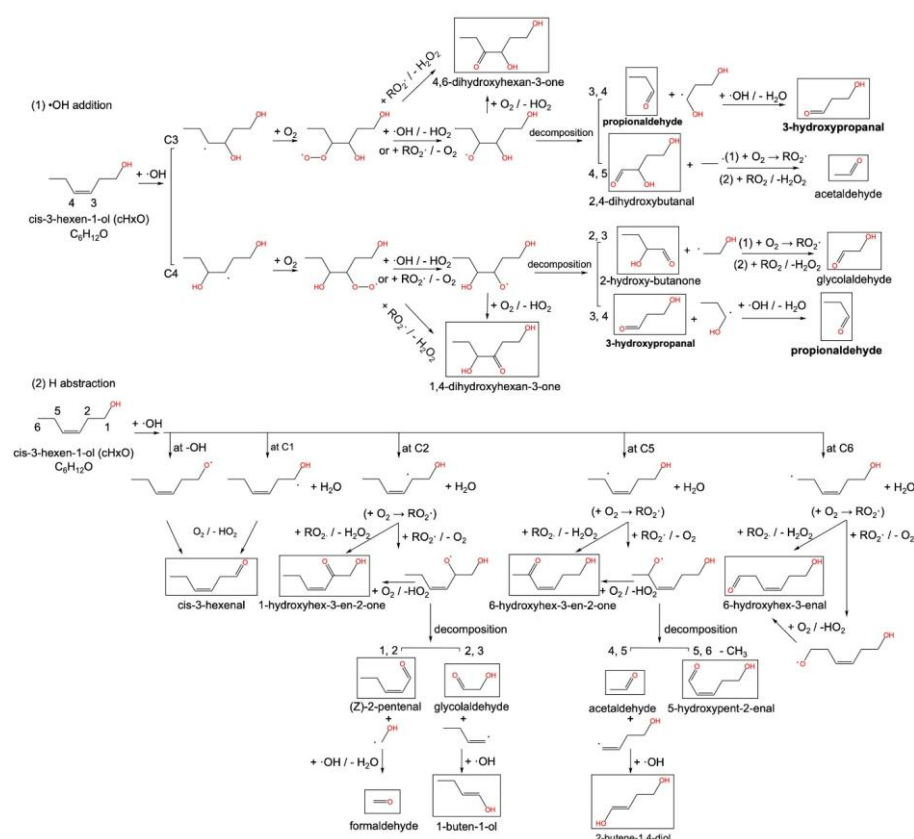 4,6-dihydroxyhexan-3-one
(1) •OH addition
C3
+ O₂
+ RO₂· / - H₂O₂
+ ·OH / - HO₂
or + RO₂· / - O₂
+ O₂ / - HO₂
decomposition
3, 4
propionaldehyde
+
+ ·OH / - H₂O
3-hydroxypropanal
4, 5
2,4-dihydroxybutanal
+
·(1) + O₂ → RO₂·
(2) + RO₂ / -H₂O₂
acetaldehyde
4 3
cis-3-hexen-1-ol (cHxO)
C₆H₁₂O
+ ·OH
C4
+ O₂
+ ·OH / - HO₂
or + RO₂· / - O₂
+ RO₂· / - H₂O₂
+ O₂ / - HO₂
1,4-dihydroxyhexan-3-one
decomposition
2, 3
2-hydroxy-butanone
+
(1) + O₂ → RO₂·
(2) + RO₂ / -H₂O₂
glycolaldehyde
3, 4
3-hydroxypropanal
+
+ ·OH / - H₂O
propionaldehyde
(2) H abstraction
6 5 2 1
OH
cis-3-hexen-1-ol (cHxO)
C₆H₁₂O
+ ·OH
at -OH
at C1
at C2
at C5
at C6
+ H₂O
+ H₂O
+ H₂O
+ H₂O
(+ O₂ → RO₂·)
(+ O₂ → RO₂·)
(+ O₂ → RO₂·)
O₂ / - HO₂
+ RO₂· / - H₂O₂
+ RO₂· / - O₂
+ RO₂· / - H₂O₂
+ RO₂· / - O₂
+ RO₂· / - H₂O₂
+ RO₂· / - O₂
cis-3-hexenal
1-hydroxyhex-3-en-2-one
+ O₂ / -HO₂
6-hydroxyhex-3-en-2-one
+ O₂ / -HO₂
6-hydroxyhex-3-enal
+ O₂ / -HO₂
decomposition
decomposition
1, 2
2, 3
4, 5
5, 6 - CH₃
(Z)-2-pentenal
glycolaldehyde
acetaldehyde
5-hydroxypent-2-enal
+
+
+
+ ·OH / - H₂O
+ ·OH
+ ·OH
formaldehyde
1-buten-1-ol
2-butene-1,4-diol